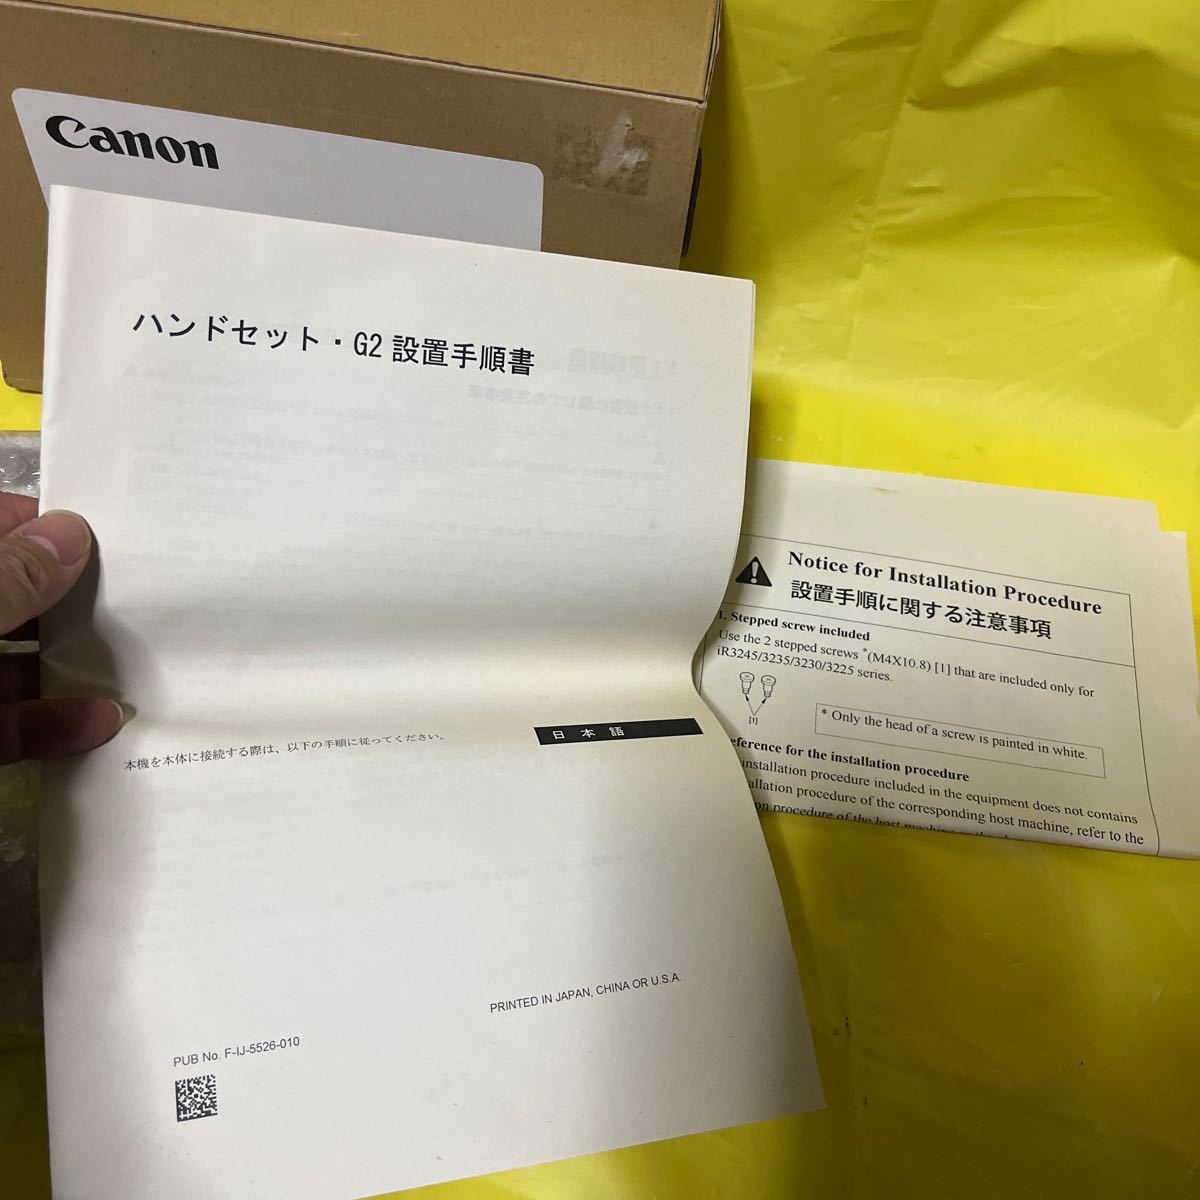 Canon
ハンドセット・G2 設置手順書
本機を本体に接続する際は、以下の手順に従ってください。
日本語
PRINTED IN JAPAN, CHINA OR U.S.A.
PUB No. F-IJ-5526-010
Notice for Installation Procedure
設置手順に関する注意事項
1. Stepped screw included
Use the 2 stepped screws *(M4X10.8) [1] that are included only for
iR3245/3235/3230/3225 series.
[1]
* Only the head of a screw is painted in white.
for the installation procedure
installation procedure included in the equipment does not contains
procedure of the corresponding host machine, refer to the
procedure of the host machine